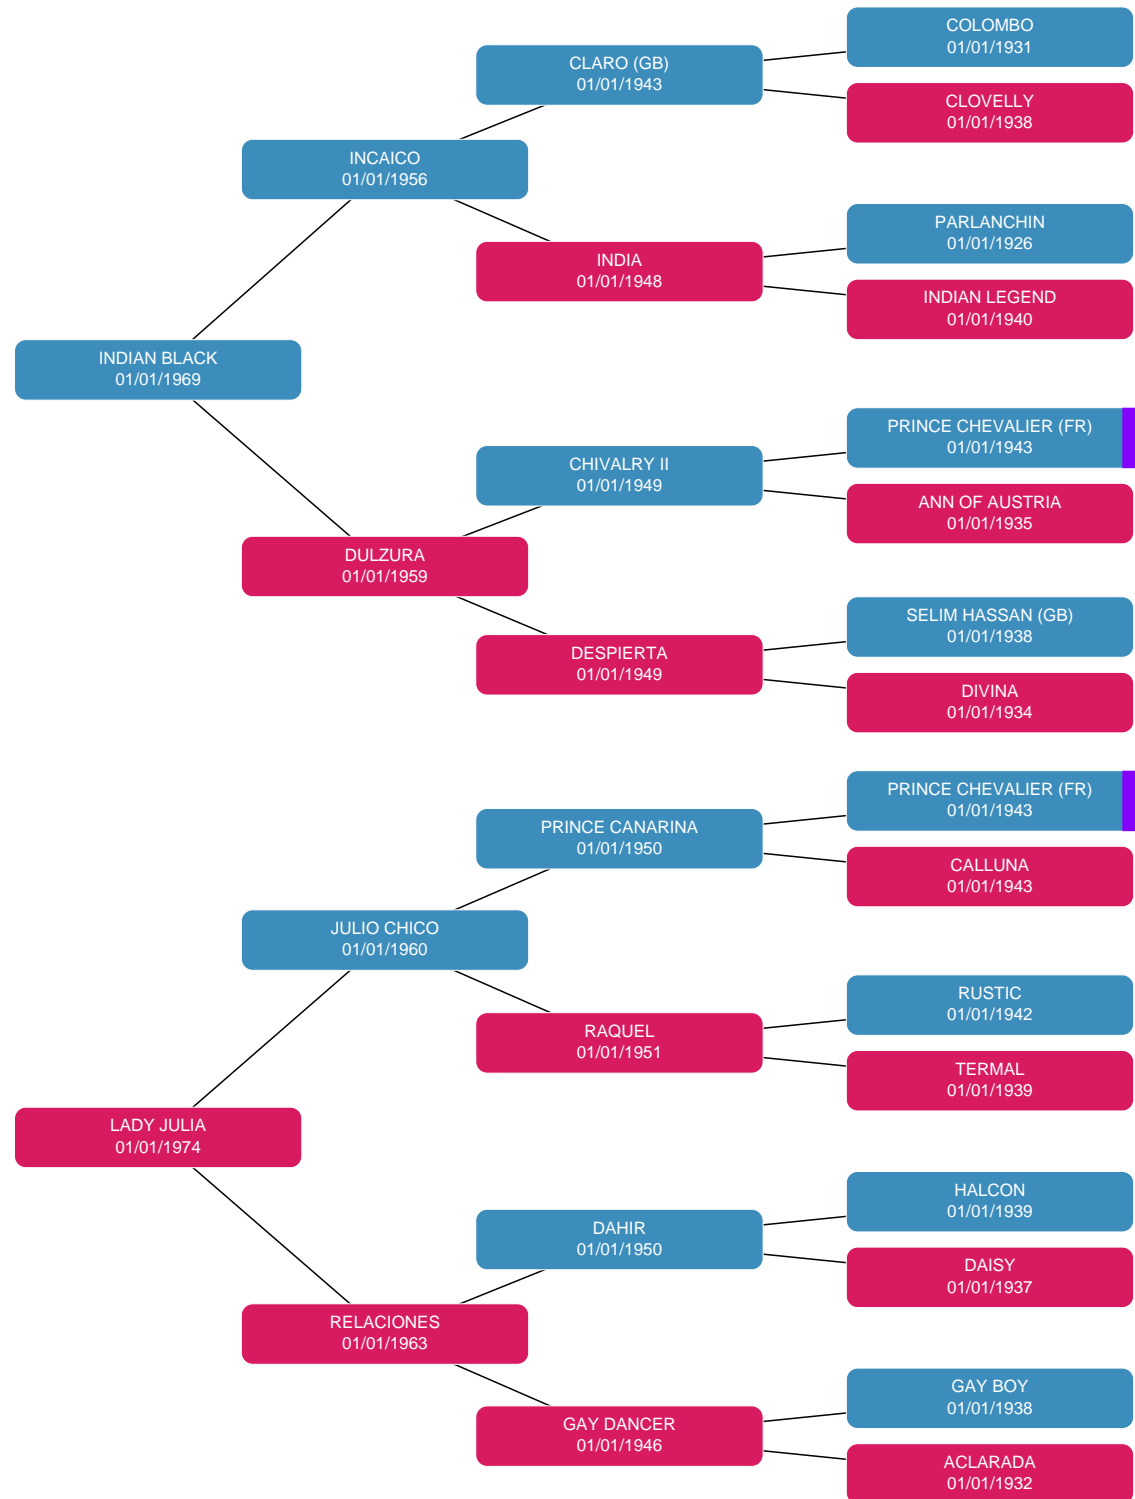 COLOMBO
01/01/1931
CLARO (GB)
01/01/1943
CLOVELLY
01/01/1938
INCAICO
01/01/1956
PARLANCHIN
01/01/1926
INDIA
01/01/1948
INDIAN LEGEND
01/01/1940
INDIAN BLACK
01/01/1969
PRINCE CHEVALIER (FR)
01/01/1943
CHIVALRY II
01/01/1949
ANN OF AUSTRIA
01/01/1935
DULZURA
01/01/1959
SELIM HASSAN (GB)
01/01/1938
DESPIERTA
01/01/1949
DIVINA
01/01/1934
PRINCE CHEVALIER (FR)
01/01/1943
PRINCE CANARINA
01/01/1950
CALLUNA
01/01/1943
JULIO CHICO
01/01/1960
RUSTIC
01/01/1942
RAQUEL
01/01/1951
TERMAL
01/01/1939
LADY JULIA
01/01/1974
HALCON
01/01/1939
DAHIR
01/01/1950
DAISY
01/01/1937
RELACIONES
01/01/1963
GAY BOY
01/01/1938
GAY DANCER
01/01/1946
ACLARADA
01/01/1932